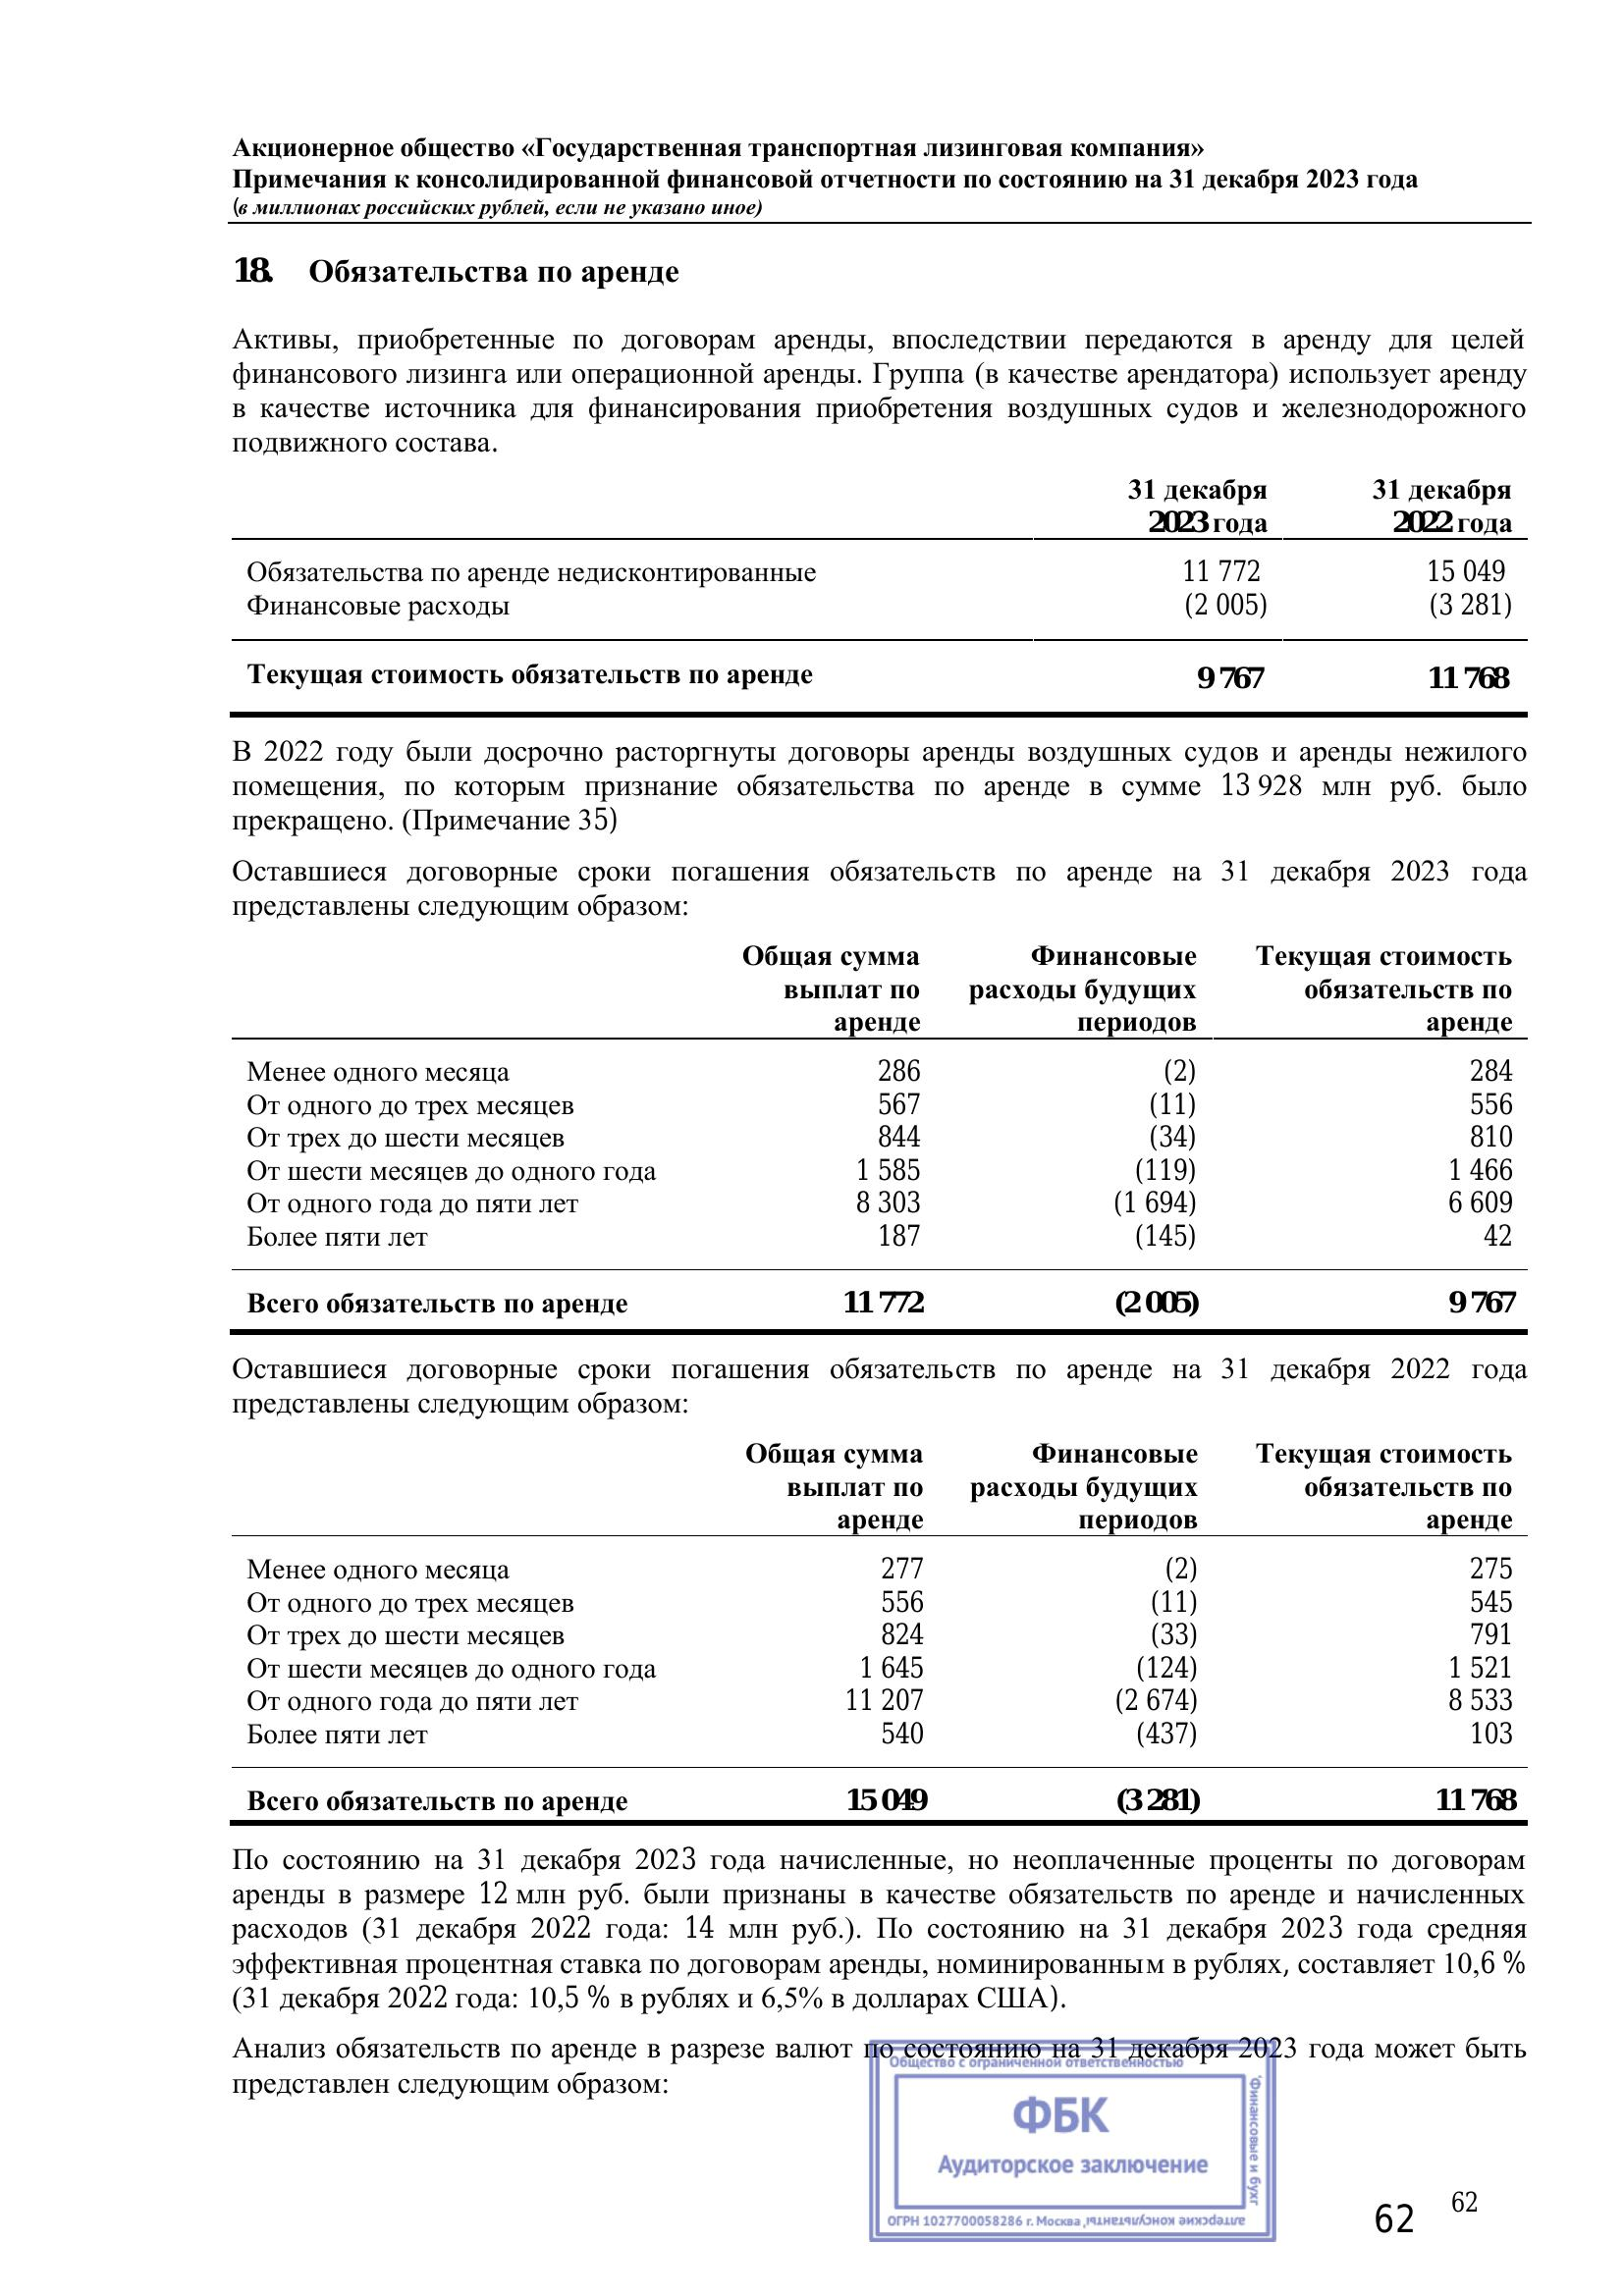 Акционерное общество «Государственная транспортная лизинговая компания»
Примечания к консолидированной финансовой отчетности по состоянию на 31 декабря 2023 года
(в миллионах российских рублей, если не указано иное)
18. Обязательства по аренде
Активы, приобретенные по договорам аренды, впоследствии передаются в аренду для целей
финансового лизинга или операционной аренды. Группа (в качестве арендатора) использует аренду
в качестве источника для финансирования приобретения воздушных судов и железнодорожного
подвижного состава.
31 декабря 31 декабря
2023 года 2022 года
Обязательства по аренде недисконтированные 11 772 15 049
Финансовые расходы (2 005) (3 281)
Текущая стоимость обязательств по аренде 9 767 11 768
В 2022 году были досрочно расторгнуты договоры аренды воздушных судов и аренды нежилого
помещения, по которым признание обязательства по аренде в сумме 13 928 млн руб. было
прекращено. (Примечание 35)
Оставшиеся договорные сроки погашения обязательств по аренде на 31 декабря 2023 года
представлены следующим образом:
Общая сумма Финансовые Текущая стоимость
выплат по расходы будущих обязательств по
аренде периодов аренде
Менее одного месяца 286 (2) 284
От одного до трех месяцев 567 (11) 556
От трех до шести месяцев 844 (34) 810
От шести месяцев до одного года 1 585 (119) 1 466
От одного года до пяти лет 8 303 (1 694) 6 609
Более пяти лет 187 (145) 42
Всего обязательств по аренде 11 772 (2 005) 9 767
Оставшиеся договорные сроки погашения обязательств по аренде на 31 декабря 2022 года
представлены следующим образом:
Общая сумма Финансовые Текущая стоимость
выплат по расходы будущих обязательств по
аренде периодов аренде
Менее одного месяца 277 (2) 275
От одного до трех месяцев 556 (11) 545
От трех до шести месяцев 824 (33) 791
От шести месяцев до одного года 1 645 (124) 1 521
От одного года до пяти лет 11 207 (2 674) 8 533
Более пяти лет 540 (437) 103
Всего обязательств по аренде 15 049 (3 281) 11 768
По состоянию на 31 декабря 2023 года начисленные, но неоплаченные проценты по договорам
аренды в размере 12 млн руб. были признаны в качестве обязательств по аренде и начисленных
расходов (31 декабря 2022 года: 14 млн руб.). По состоянию на 31 декабря 2023 года средняя
эффективная процентная ставка по договорам аренды, номинированным в рублях, составляет 10,6 %
(31 декабря 2022 года: 10,5 % в рублях и 6,5% в долларах США).
Анализ обязательств по аренде в разрезе валют по состоянию на 31 декабря 2023 года может быть
представлен следующим образом:
Общество с ограниченной ответственностью
"Финансовые и бухг
алтерские консультанты"
ФБК
Аудиторское заключение
ОГРН 1027700058286 г. Москва
62
62